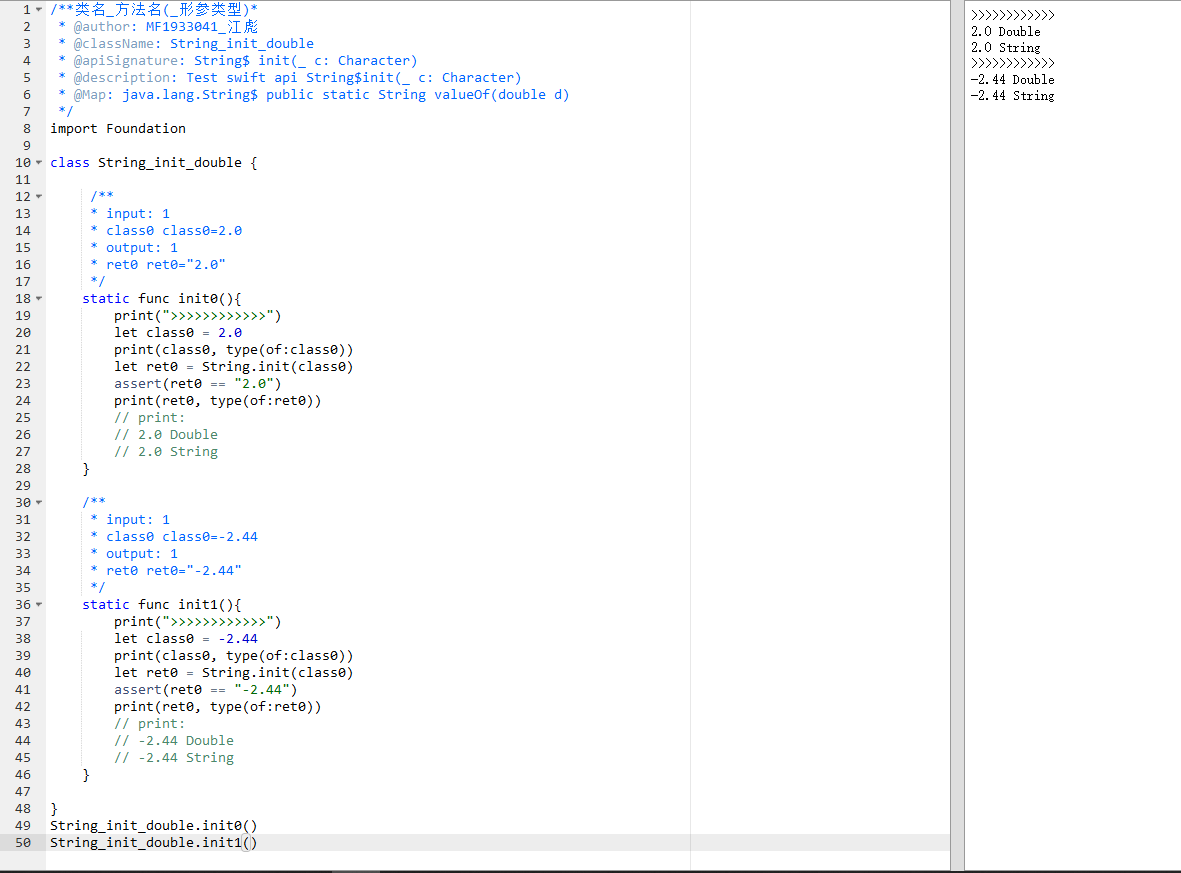 1 /**类名_方法名(_形参类型)*
2 * @author: MF1933041_江彪
3 * @className: String_init_double
4 * @apiSignature: String$ init(_ c: Character)
5 * @description: Test swift api String$init(_ c: Character)
6 * @Map: java.lang.String$ public static String valueOf(double d)
7 */
8 import Foundation
9
10 class String_init_double {
11
12 /**
13 * input: 1
14 * class0 class0=2.0
15 * output: 1
16 * ret0 ret0="2.0"
17 */
18 static func init0(){
19 print(">>>>>>>>>>>>")
20 let class0 = 2.0
21 print(class0, type(of:class0))
22 let ret0 = String.init(class0)
23 assert(ret0 == "2.0")
24 print(ret0, type(of:ret0))
25 // print:
26 // 2.0 Double
27 // 2.0 String
28 }
29
30 /**
31 * input: 1
32 * class0 class0=-2.44
33 * output: 1
34 * ret0 ret0="-2.44"
35 */
36 static func init1(){
37 print(">>>>>>>>>>>>")
38 let class0 = -2.44
39 print(class0, type(of:class0))
40 let ret0 = String.init(class0)
41 assert(ret0 == "-2.44")
42 print(ret0, type(of:ret0))
43 // print:
44 // -2.44 Double
45 // -2.44 String
46 }
47
48 }
49 String_init_double.init0()
50 String_init_double.init1()
>>>>>>>>>>>>
2.0 Double
2.0 String
>>>>>>>>>>>>
-2.44 Double
-2.44 String